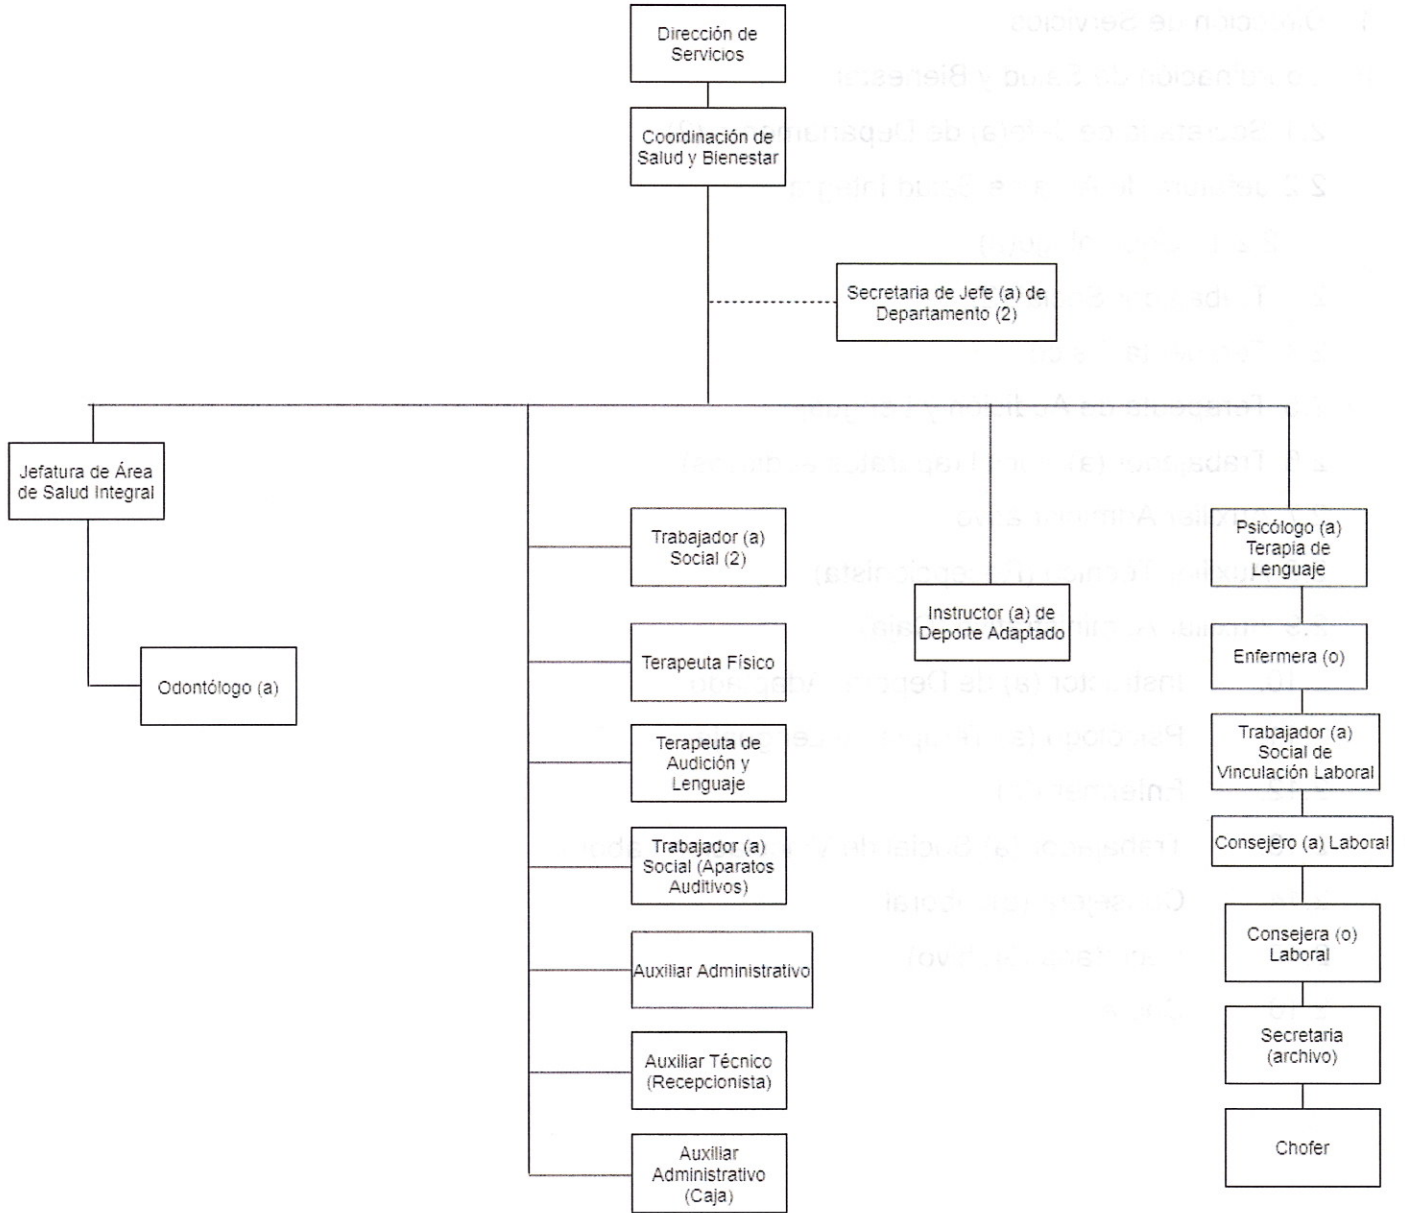 Dirección de
Servicios
Coordinación de
Salud y Bienestar
Secretaria de Jefe (a) de
Departamento (2)
Jefatura de Área
de Salud Integral
Odontólogo (a)
Trabajador (a)
Social (2)
Terapeuta Físico
Terapeuta de
Audición y
Lenguaje
Trabajador (a)
Social (Aparatos
Auditivos)
Auxiliar Administrativo
Auxiliar Técnico
(Recepcionista)
Auxiliar
Administrativo
(Caja)
Instructor (a) de
Deporte Adaptado
Psicólogo (a)
Terapia de
Lenguaje
Enfermera (o)
Trabajador (a)
Social de
Vinculación Laboral
Consejero (a) Laboral
Consejera (o)
Laboral
Secretaria
(archivo)
Chofer